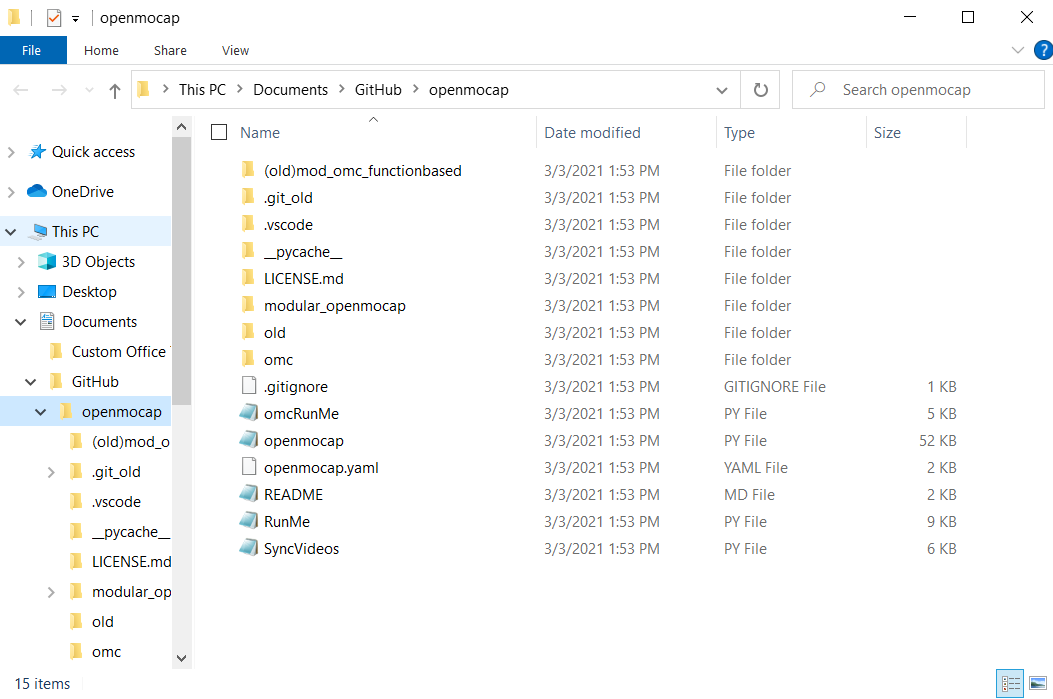 openmocap
File Home Share View
?
This PC Documents GitHub openmocap
Search openmocap
Name Date modified Type Size
Quick access
OneDrive
This PC
3D Objects
Desktop
Documents
Custom Office
GitHub
openmocap
(old)mod_o
.git_old
.vscode
__pycache__
LICENSE.md
modular_op
old
omc
(old)mod_omc_functionbased 3/3/2021 1:53 PM File folder
.git_old 3/3/2021 1:53 PM File folder
.vscode 3/3/2021 1:53 PM File folder
__pycache__ 3/3/2021 1:53 PM File folder
LICENSE.md 3/3/2021 1:53 PM File folder
modular_openmocap 3/3/2021 1:53 PM File folder
old 3/3/2021 1:53 PM File folder
omc 3/3/2021 1:53 PM File folder
.gitignore 3/3/2021 1:53 PM GITIGNORE File 1 KB
omcRunMe 3/3/2021 1:53 PM PY File 5 KB
openmocap 3/3/2021 1:53 PM PY File 52 KB
openmocap.yaml 3/3/2021 1:53 PM YAML File 2 KB
README 3/3/2021 1:53 PM MD File 2 KB
RunMe 3/3/2021 1:53 PM PY File 9 KB
SyncVideos 3/3/2021 1:53 PM PY File 6 KB
15 items